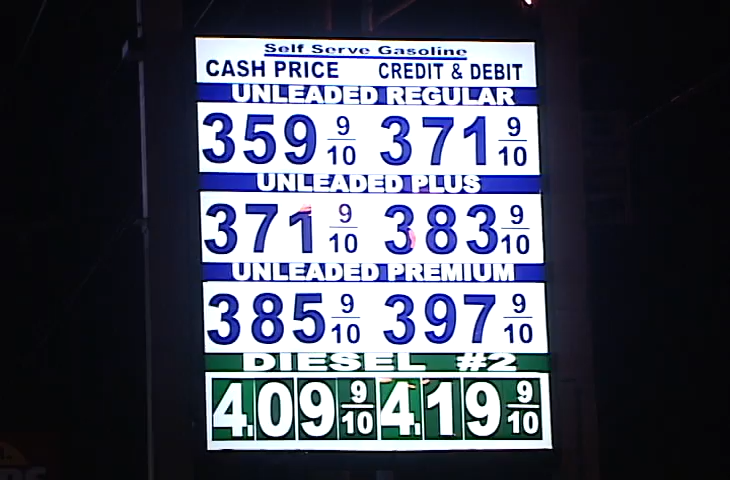 Self Serve Gasoline
CASH PRICE CREDIT & DEBIT
UNLEADED REGULAR
359 9/10 371 9/10
UNLEADED PLUS
371 9/10 383 9/10
UNLEADED PREMIUM
385 9/10 397 9/10
DIESEL #2
4.09 9/10 4.19 9/10